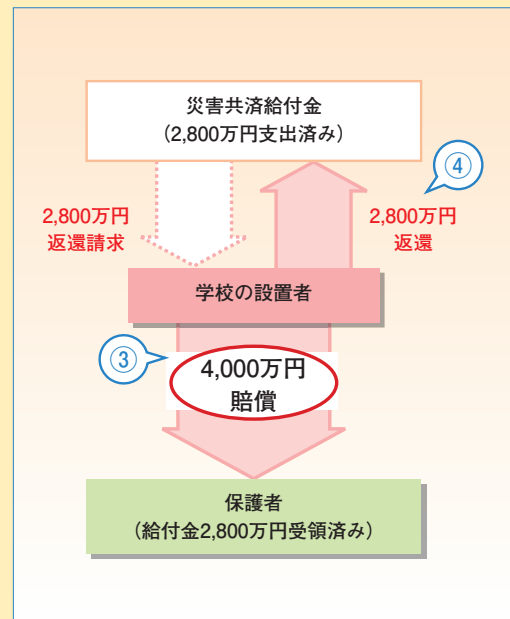 災害共済給付金
（2,800万円支出済み）
④
2,800万円
返還請求
2,800万円
返還
学校の設置者
③
4,000万円
賠償
保護者
（給付金2,800万円受領済み）